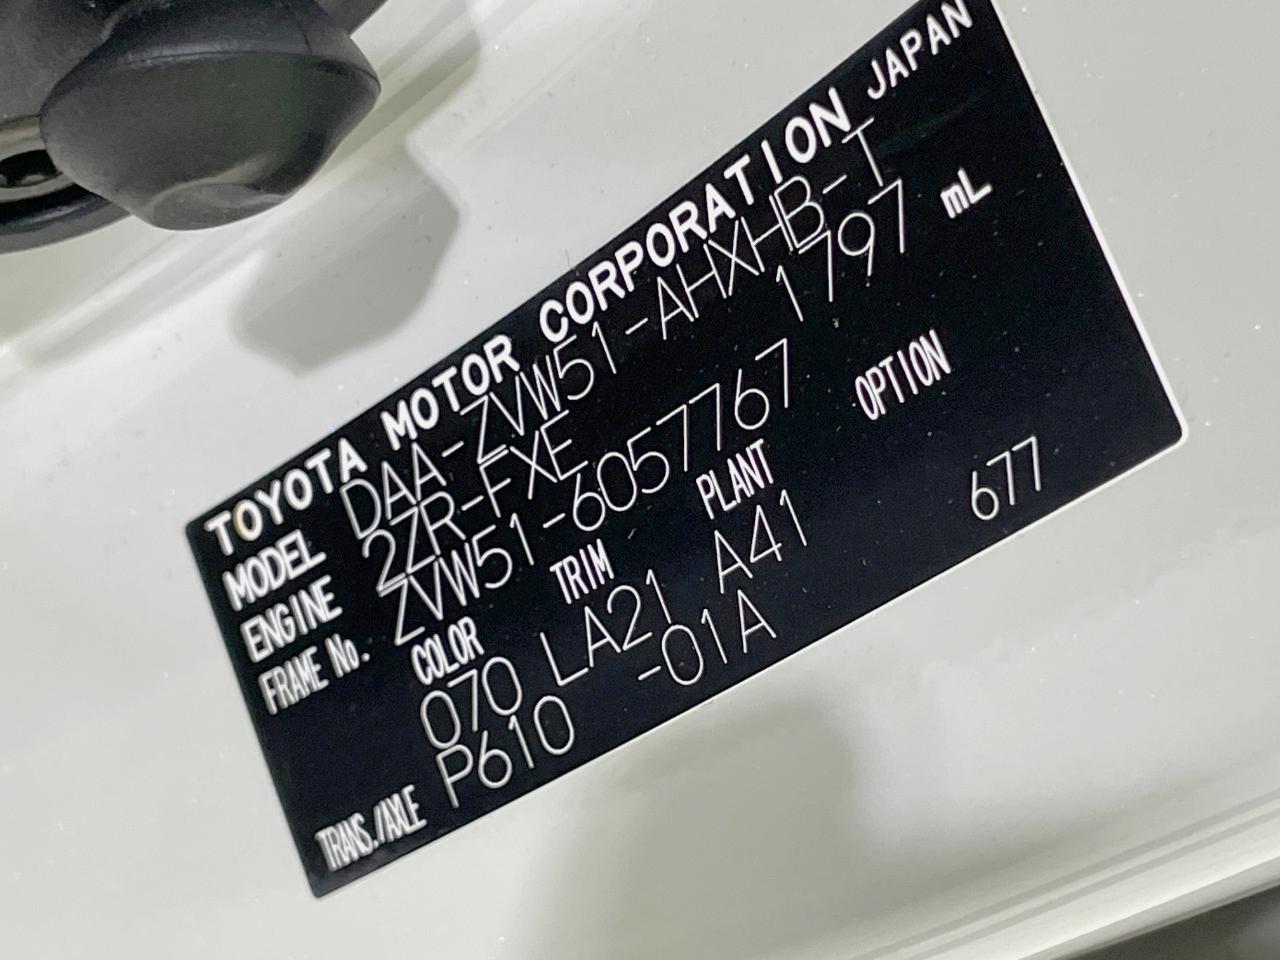 TOYOTA MOTOR CORPORATION JAPAN
MODEL DAA-ZVW51-AHXHB-T
ENGINE 2ZR-FXE 1797 mL
FRAME No. ZVW51-6057767
COLOR TRIM PLANT OPTION
070 LA21 A41 677
TRANS./AXLE P610 -01A